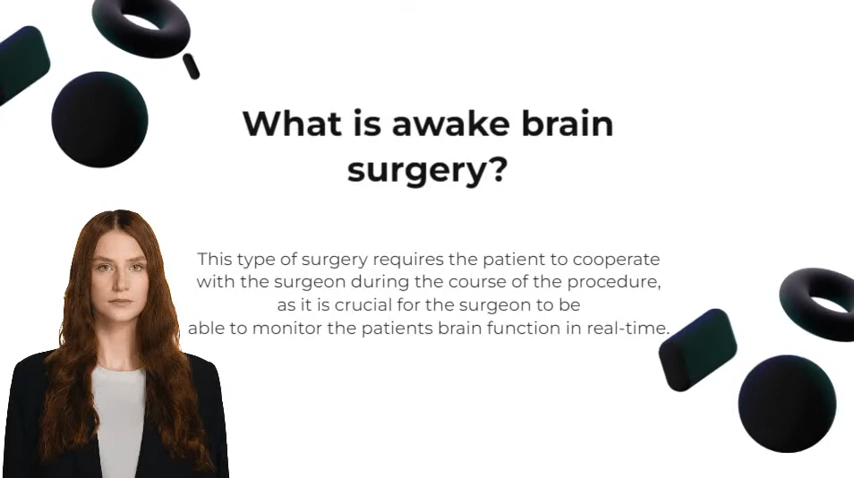 What is awake brain
surgery?
This type of surgery requires the patient to cooperate
with the surgeon during the course of the procedure,
as it is crucial for the surgeon to be
able to monitor the patients brain function in real-time.